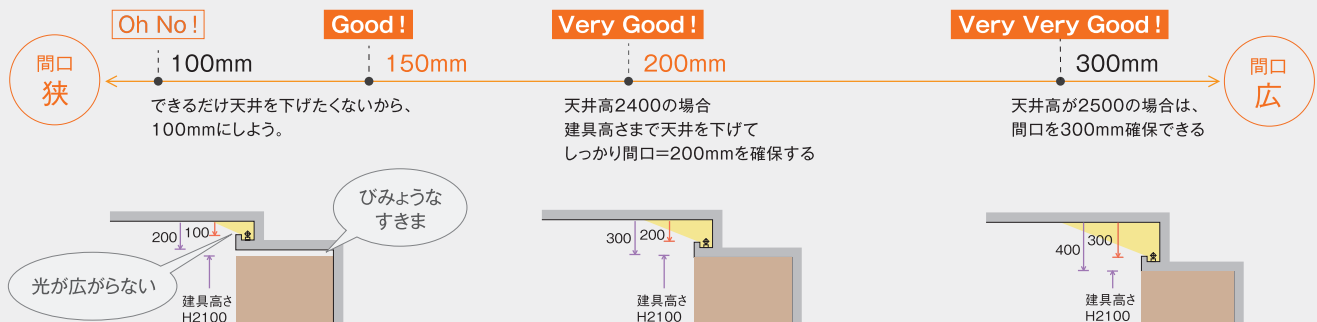 Oh No!
Good!
Very Good!
Very Very Good!
間口
狭
100mm
150mm
200mm
300mm
間口
広
できるだけ天井を下げたくないから、
100mmにしよう。
天井高2400の場合
建具高さまで天井を下げて
しっかり間口=200mmを確保する
天井高が2500の場合は、
間口を300mm確保できる
びみょうな
すきま
200
100
光が広がらない
建具高さ
H2100
300
200
建具高さ
H2100
400
300
建具高さ
H2100